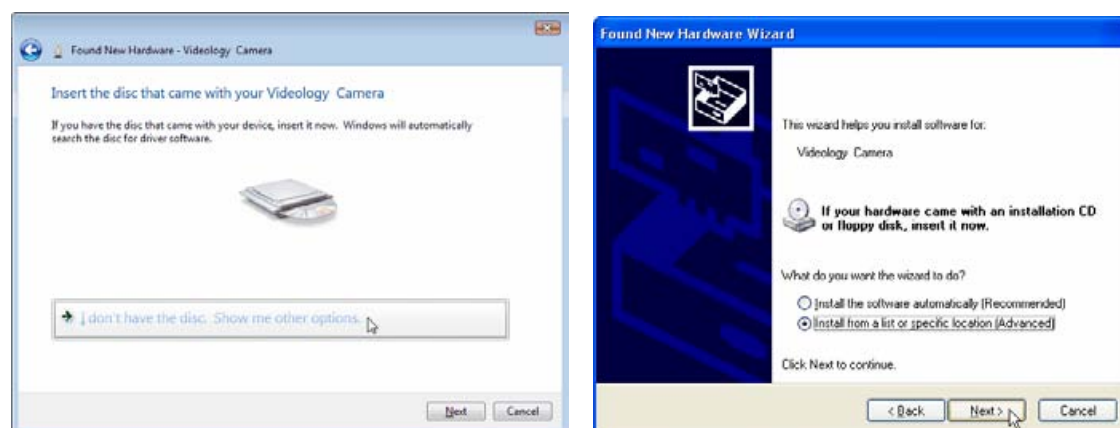 Found New Hardware - Videology Camera
Insert the disc that came with your Videology Camera
If you have the disc that came with your device, insert it now. Windows will automatically
search the disc for driver software.
I don't have the disc. Show me other options.
Next
Cancel
Found New Hardware Wizard
This wizard helps you install software for:
Videology Camera
If your hardware came with an installation CD
or floppy disk, insert it now.
What do you want the wizard to do?
Install the software automatically (Recommended)
Install from a list or specific location (Advanced)
Click Next to continue.
< Back
Next >
Cancel